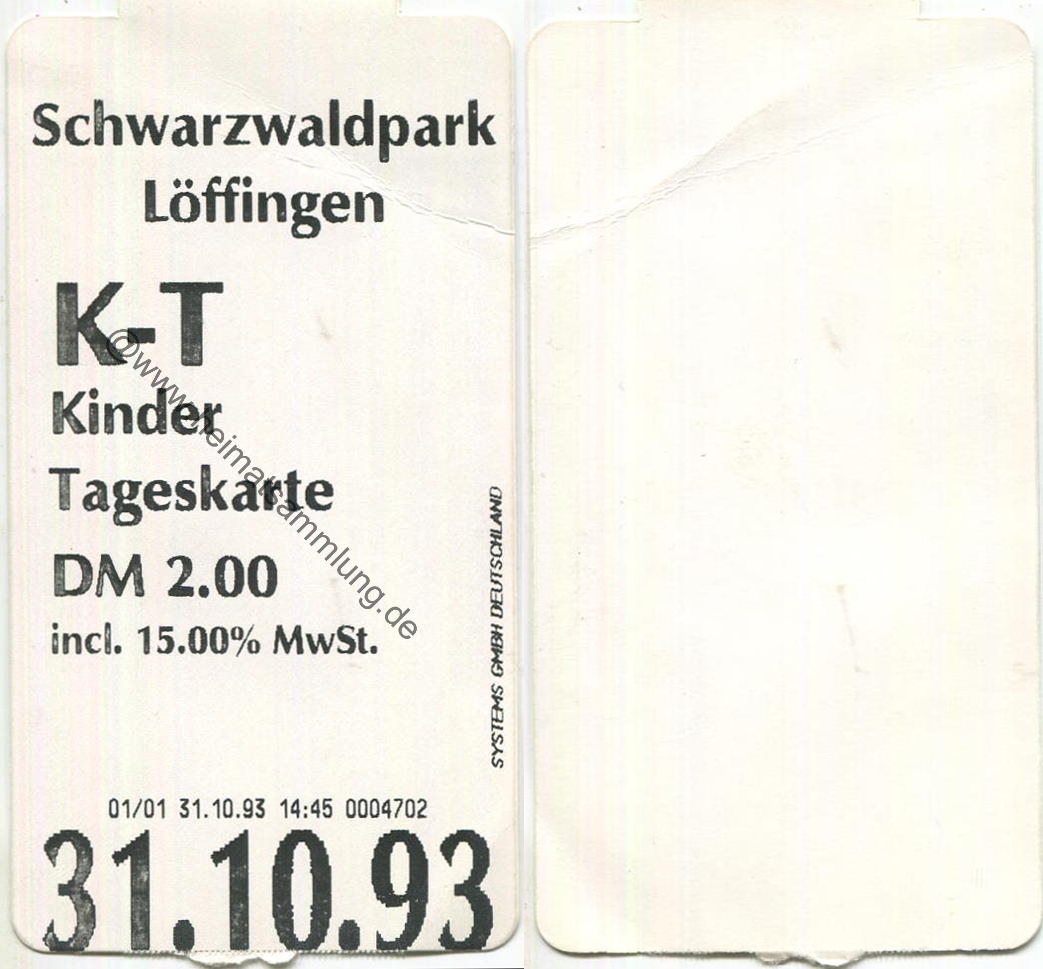 Schwarzwaldpark
Löffingen
K-T
Kinder
Tageskarte
DM 2.00
incl. 15.00% MwSt.
SYSTEMS GMBH DEUTSCHLAND
01/01 31.10.93 14:45 0004702
31.10.93
©www.heimatsammlung.de